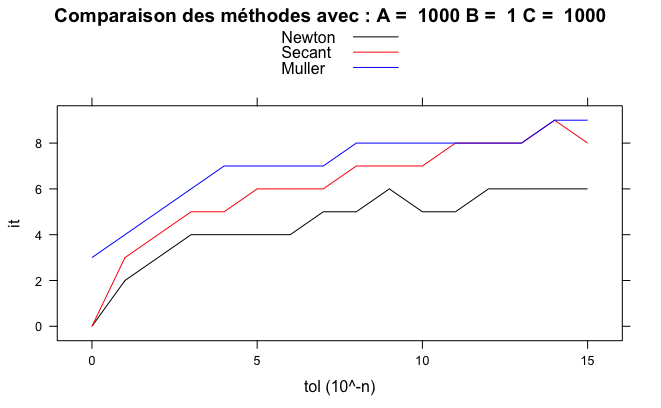 Comparaison des méthodes avec : A = 1000 B = 1 C = 1000
Newton
Secant
Muller
8
6
4
2
0
it
0 5 10 15
tol (10^-n)